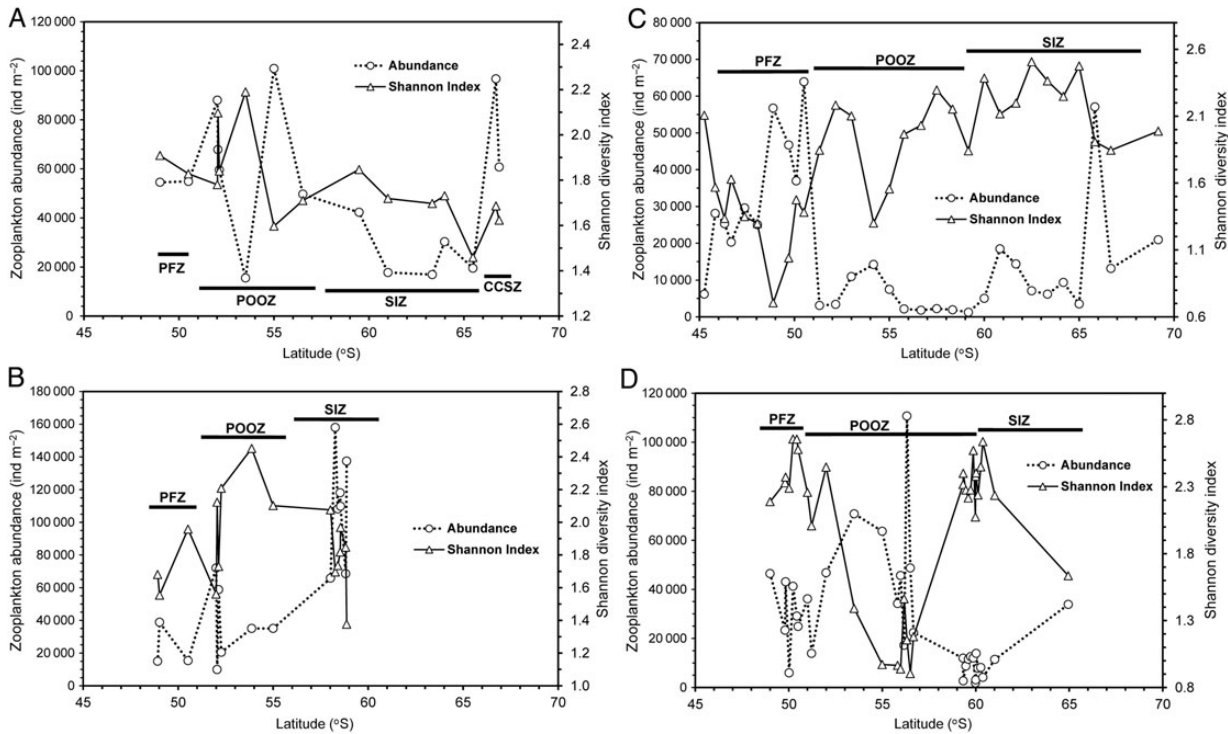 A
120 000
100 000
80 000
60 000
40 000
20 000
0
Zooplankton abundance (ind m⁻²)
2.4
2.2
2.0
1.8
1.6
1.4
1.2
Shannon diversity index
Abundance
Shannon Index
PFZ
POOZ
SIZ
CCSZ
45 50 55 60 65 70
Latitude (°S)
C
80 000
70 000
60 000
50 000
40 000
30 000
20 000
10 000
0
Zooplankton abundance (ind m⁻²)
2.6
2.1
1.6
1.1
0.6
Shannon diversity index
PFZ
POOZ
SIZ
Abundance
Shannon Index
45 50 55 60 65 70
Latitude (°S)
B
180 000
160 000
140 000
120 000
100 000
80 000
60 000
40 000
20 000
0
Zooplankton abundance (ind m⁻²)
2.8
2.6
2.4
2.2
2.0
1.8
1.6
1.4
1.2
1.0
Shannon diversity index
PFZ
POOZ
SIZ
Abundance
Shannon Index
45 50 55 60 65 70
Latitude (°S)
D
120 000
100 000
80 000
60 000
40 000
20 000
0
Zooplankton abundance (ind m⁻²)
2.8
2.3
1.8
1.3
0.8
Shannon diversity index
PFZ
POOZ
SIZ
Abundance
Shannon Index
45 50 55 60 65 70
Latitude (°S)